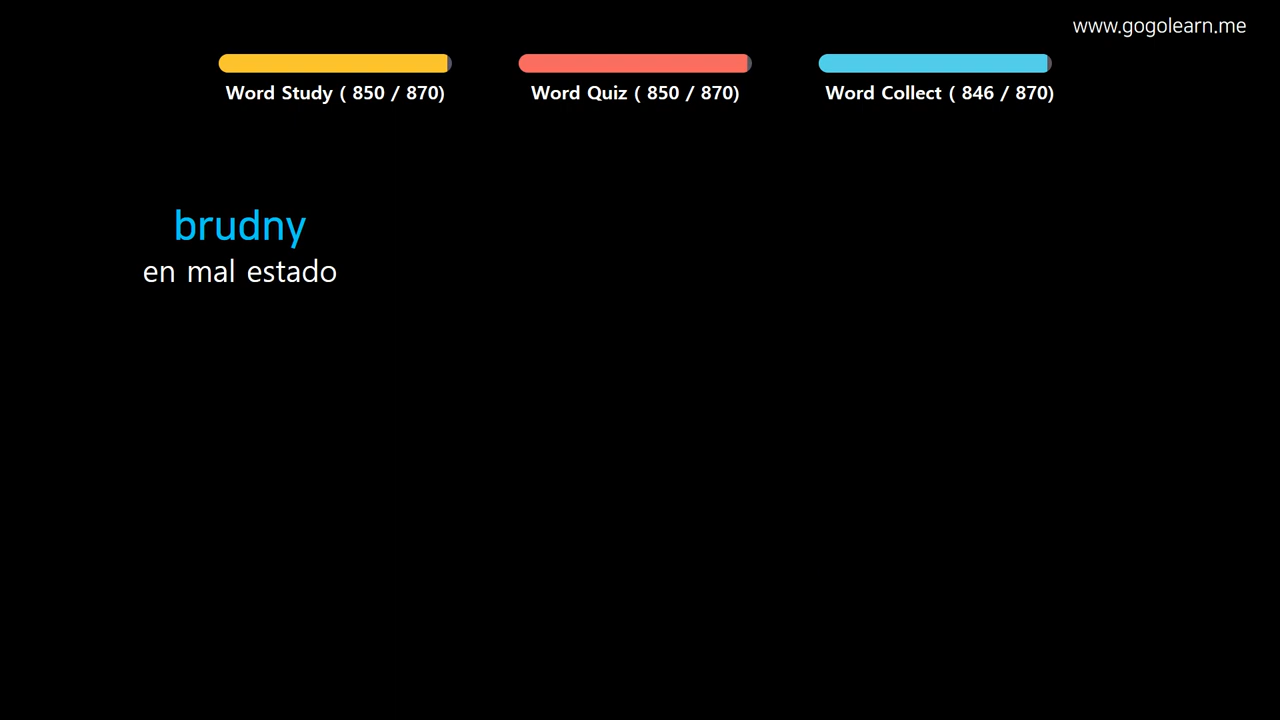 www.gogolearn.me
Word Study ( 850 / 870)
Word Quiz ( 850 / 870)
Word Collect ( 846 / 870)
brudny
en mal estado